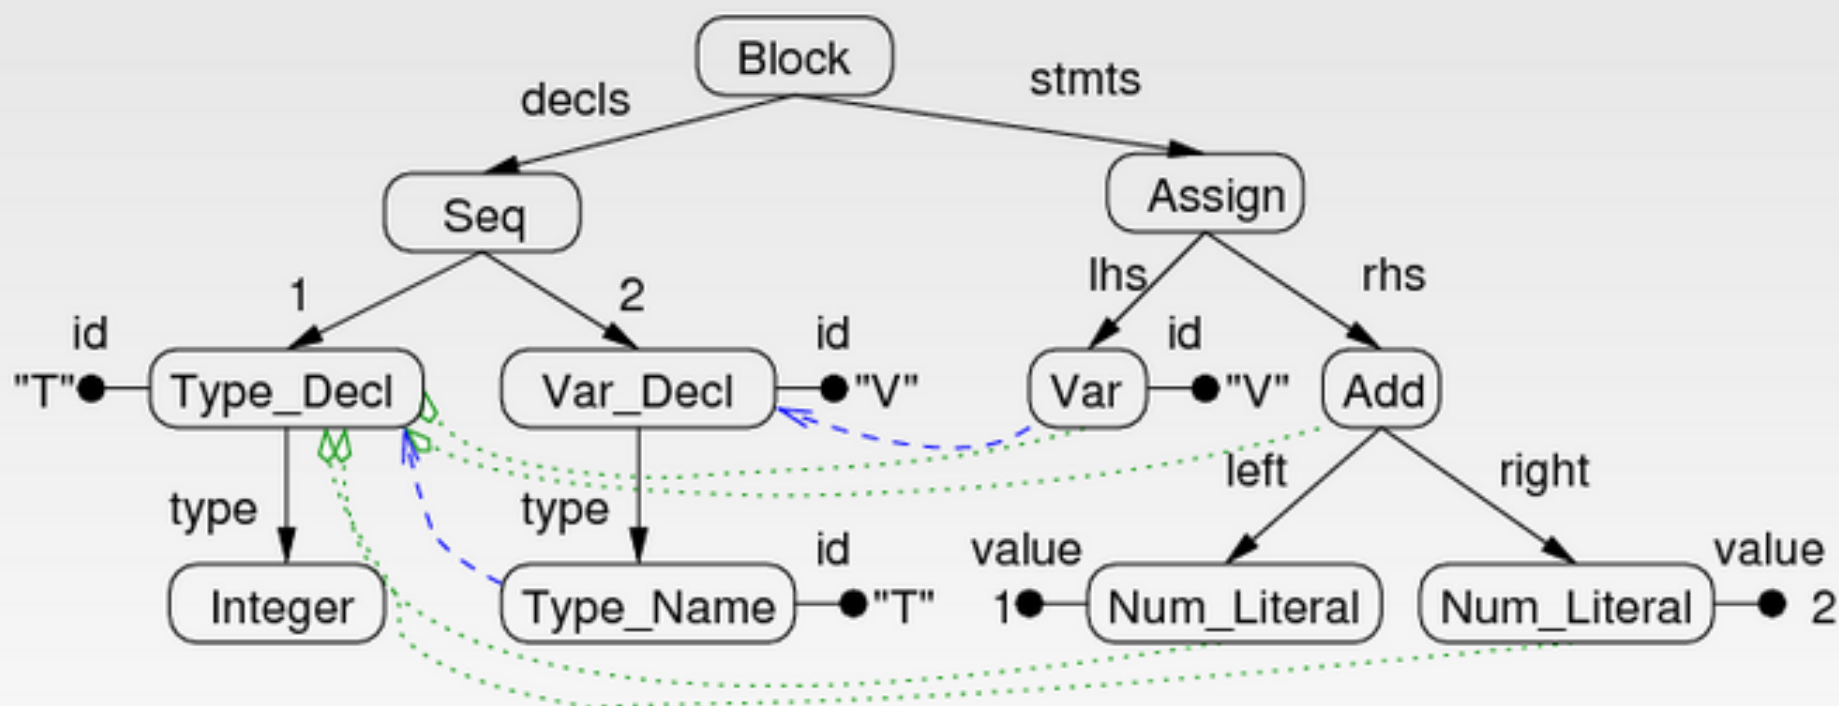 Block
decls
stmts
Seq
Assign
1
2
lhs
rhs
id
id
id
"T"
Type_Decl
Var_Decl
"V"
Var
"V"
Add
left
right
type
type
id
value
value
Integer
Type_Name
"T"
1
Num_Literal
Num_Literal
2